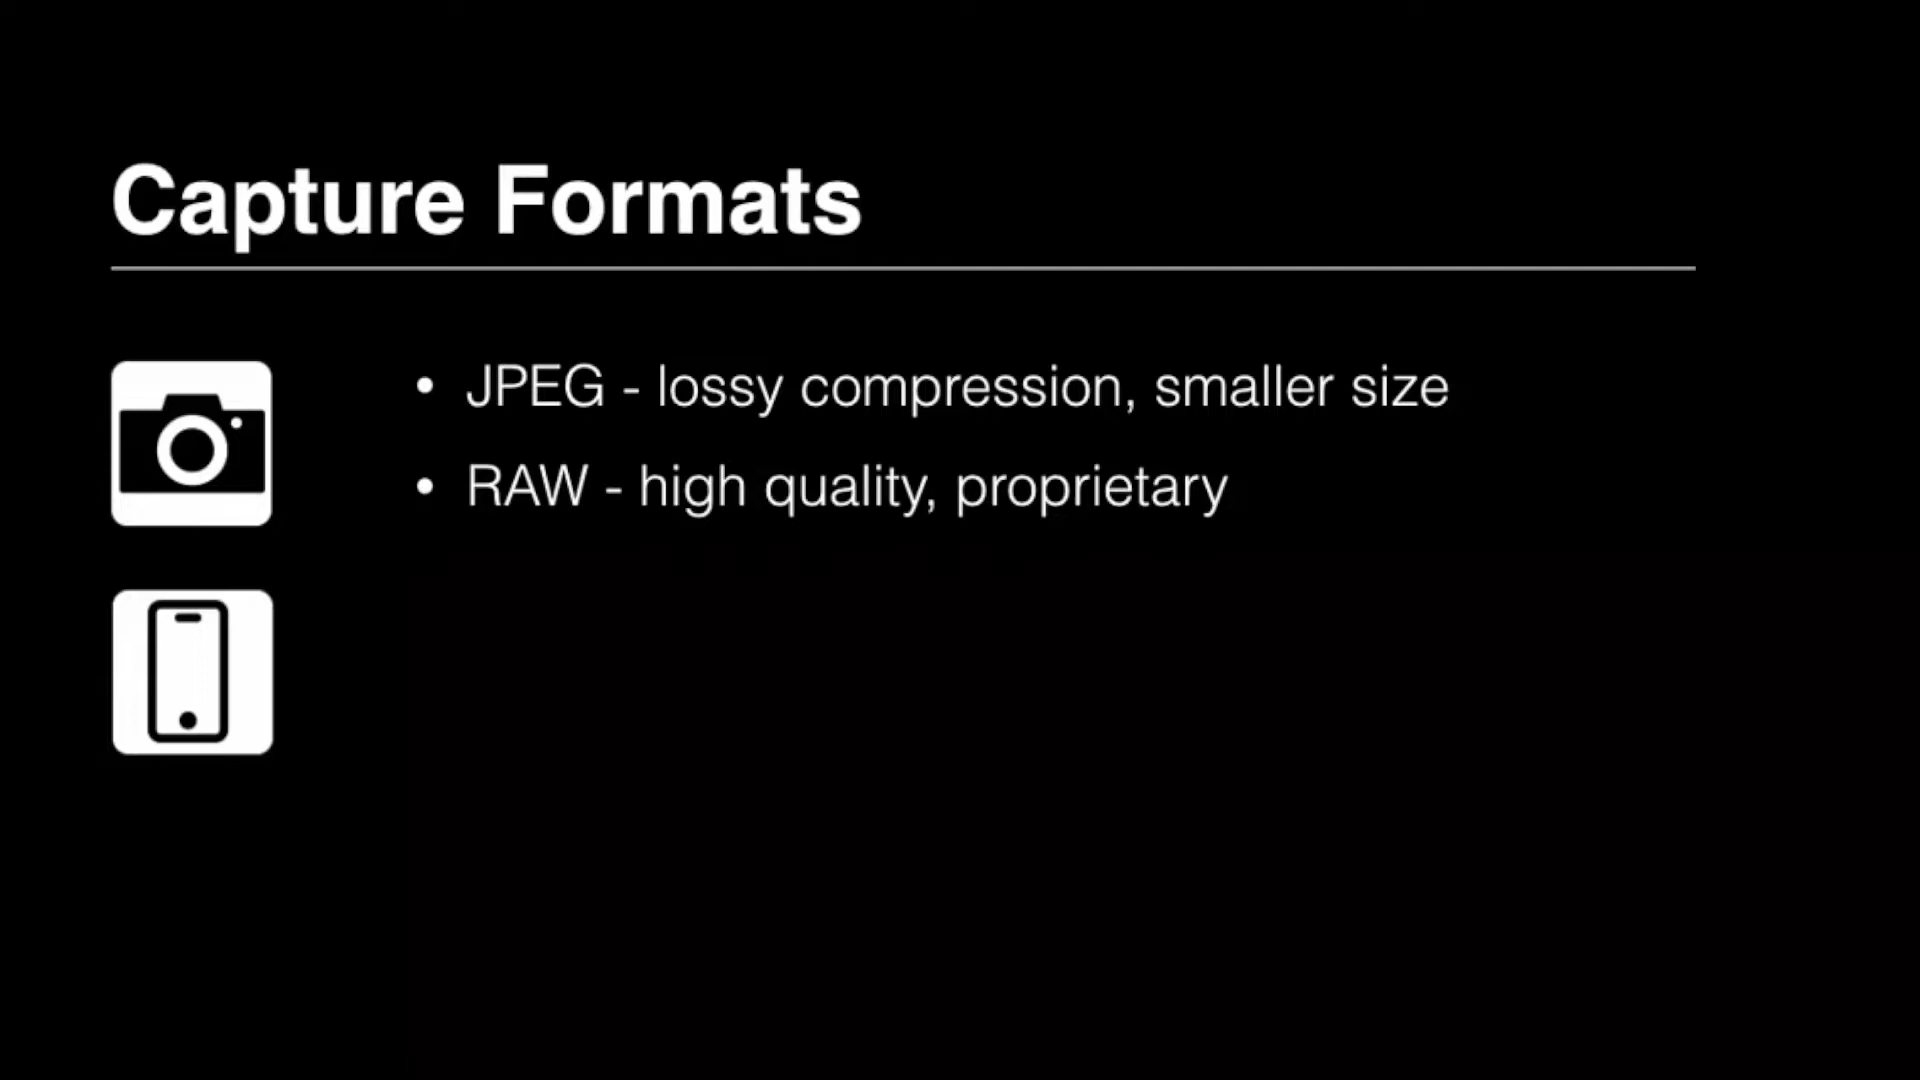 Capture Formats
• JPEG - lossy compression, smaller size
• RAW - high quality, proprietary